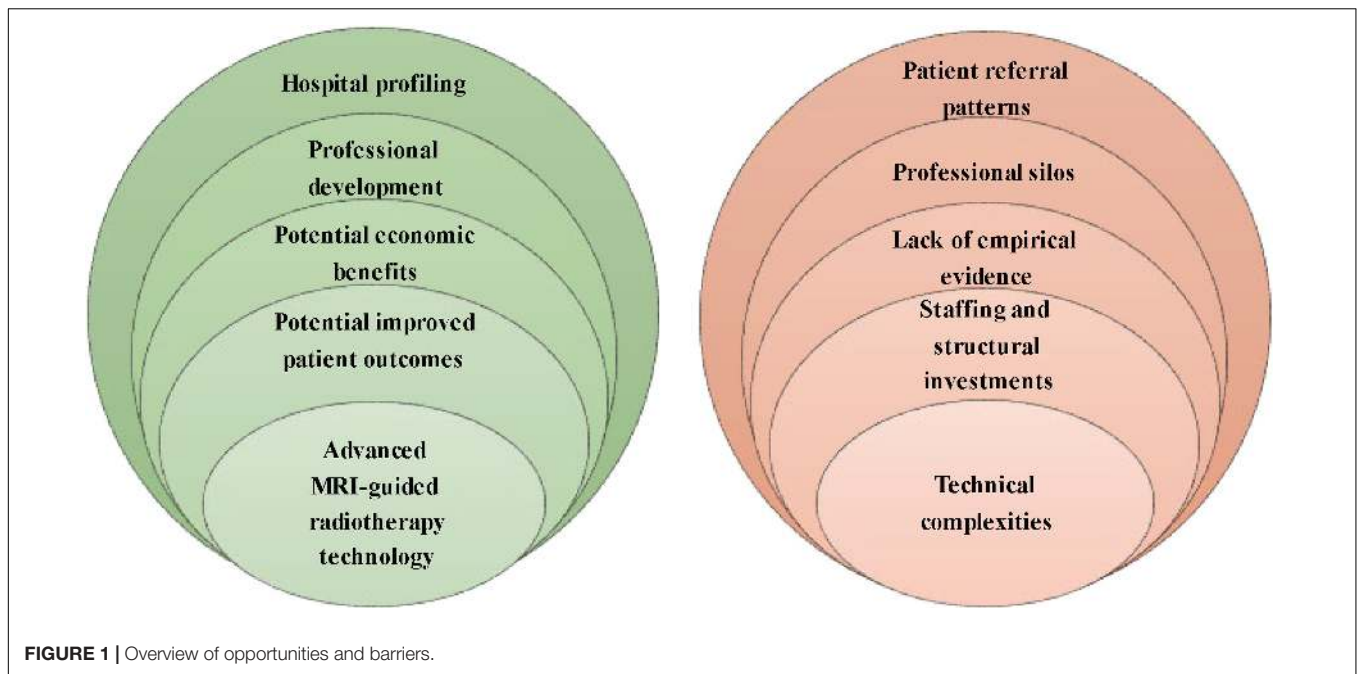 Hospital profiling
Professional
development
Potential economic
benefits
Potential improved
patient outcomes
Advanced
MRI-guided
radiotherapy
technology
Patient referral
patterns
Professional silos
Lack of empirical
evidence
Staffing and
structural
investments
Technical
complexities
FIGURE 1 | Overview of opportunities and barriers.